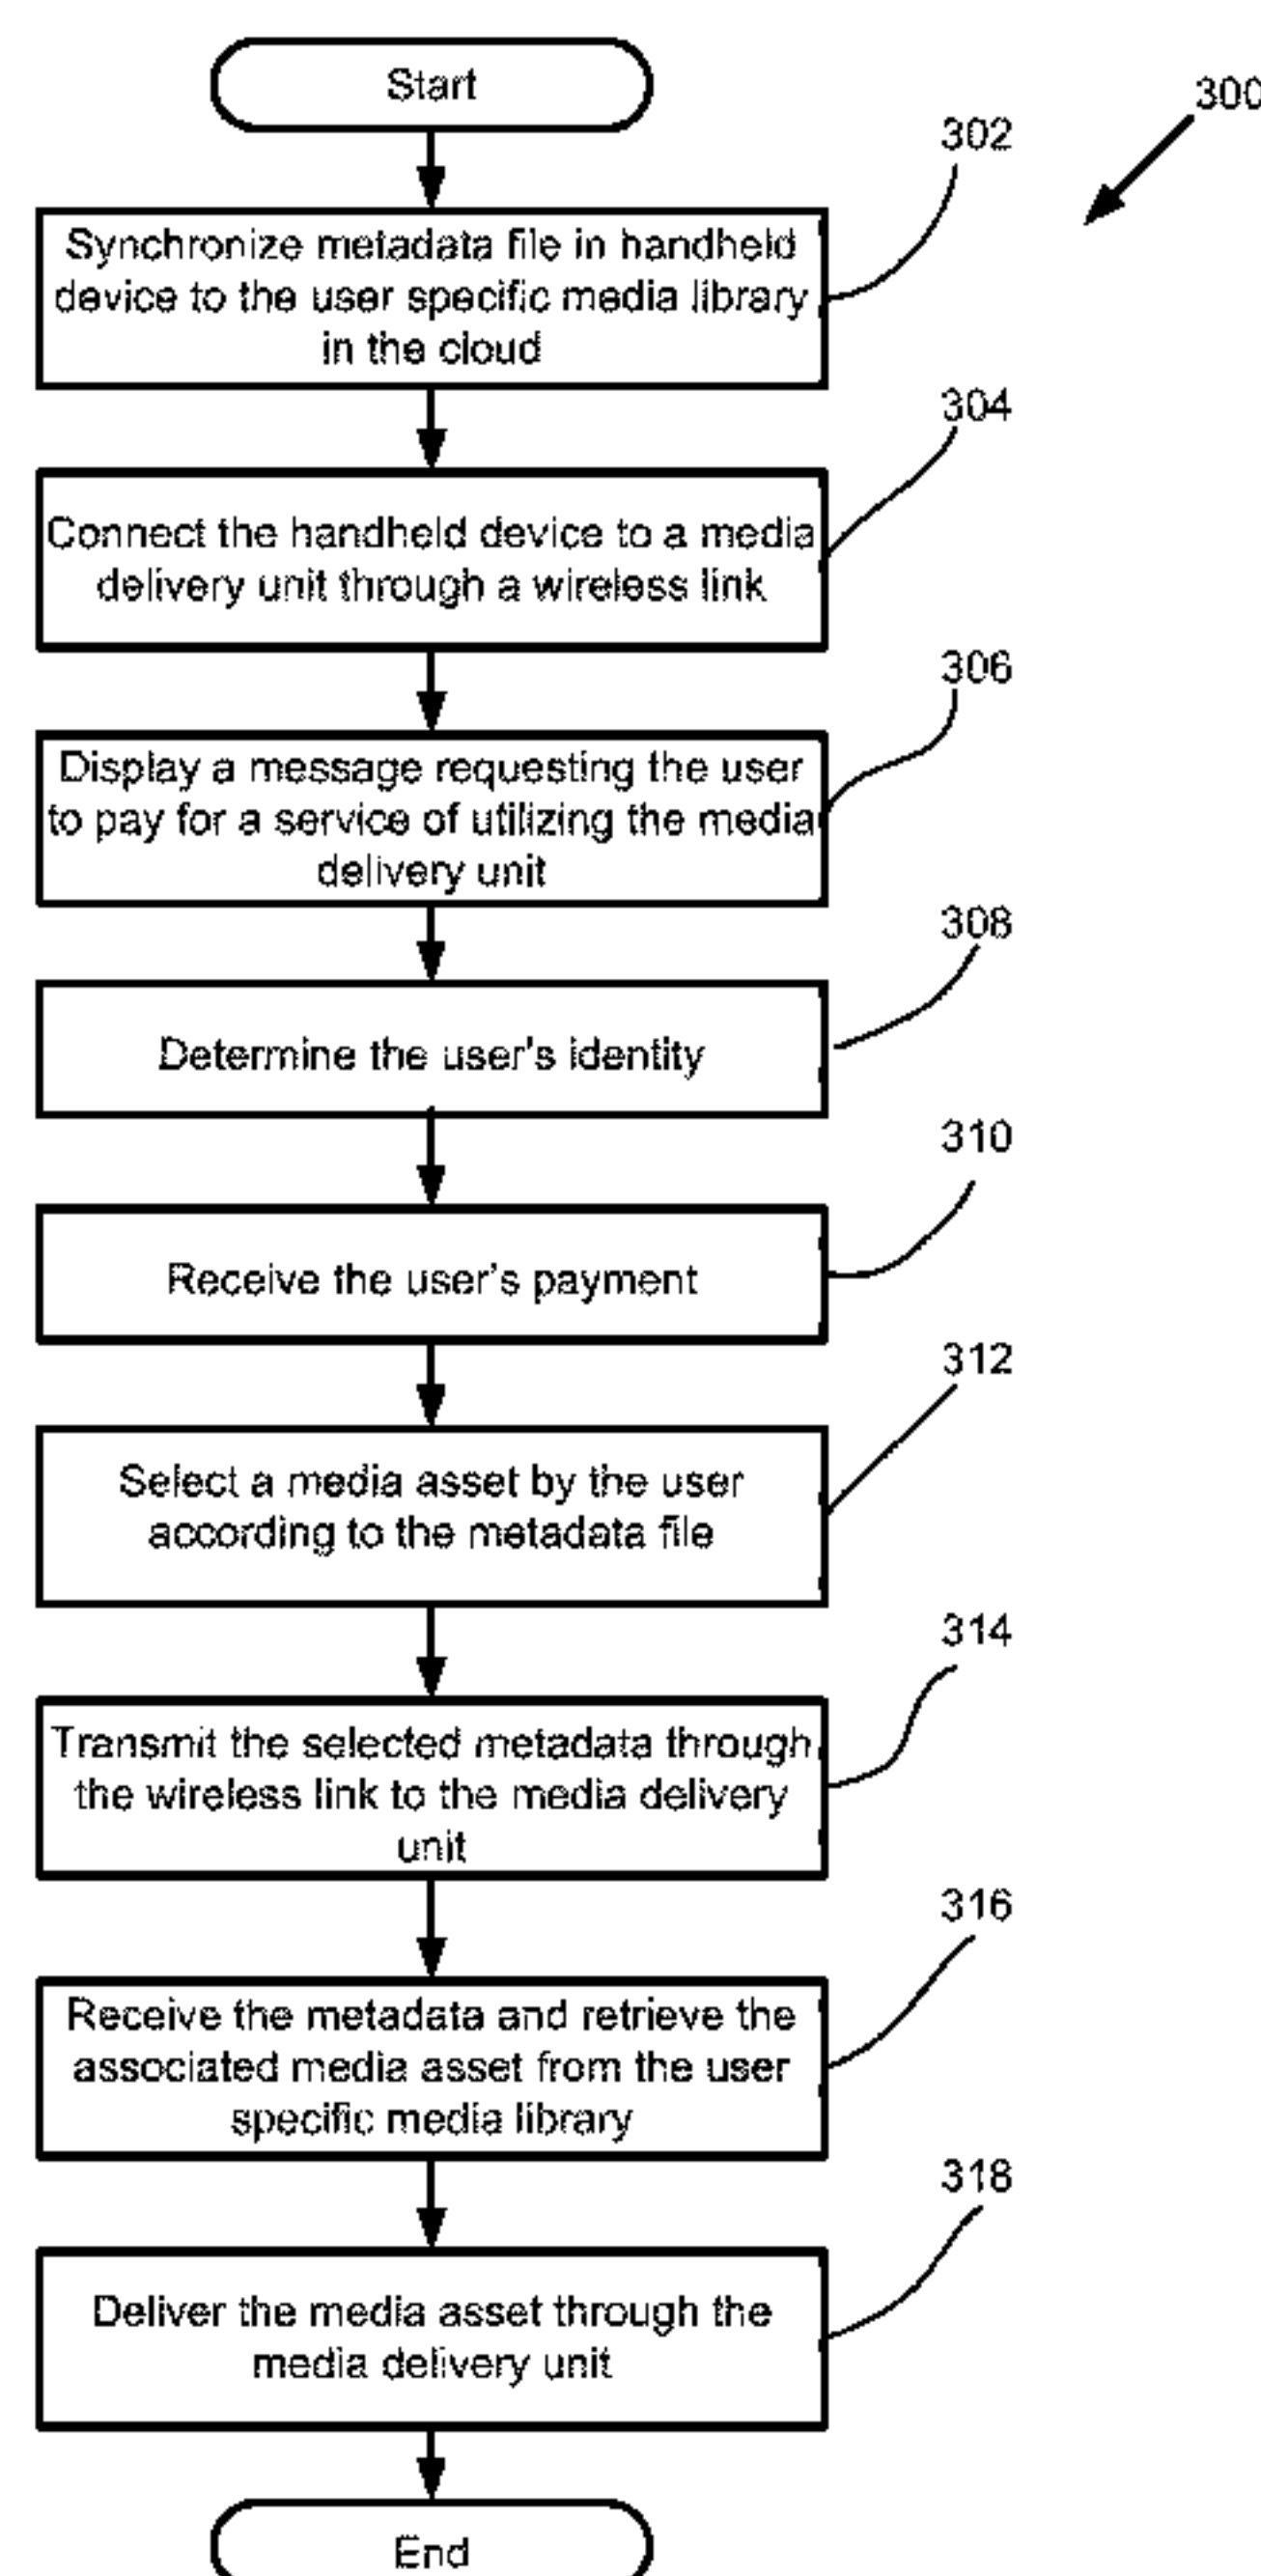 Start
300
302
Synchronize metadata file in handheld
device to the user specific media library
in the cloud
304
Connect the handheld device to a media
delivery unit through a wireless link
306
Display a message requesting the user
to pay for a service of utilizing the media
delivery unit
308
Determine the user's identity
310
Receive the user's payment
312
Select a media asset by the user
according to the metadata file
314
Transmit the selected metadata through
the wireless link to the media delivery
unit
316
Receive the metadata and retrieve the
associated media asset from the user
specific media library
318
Deliver the media asset through the
media delivery unit
End